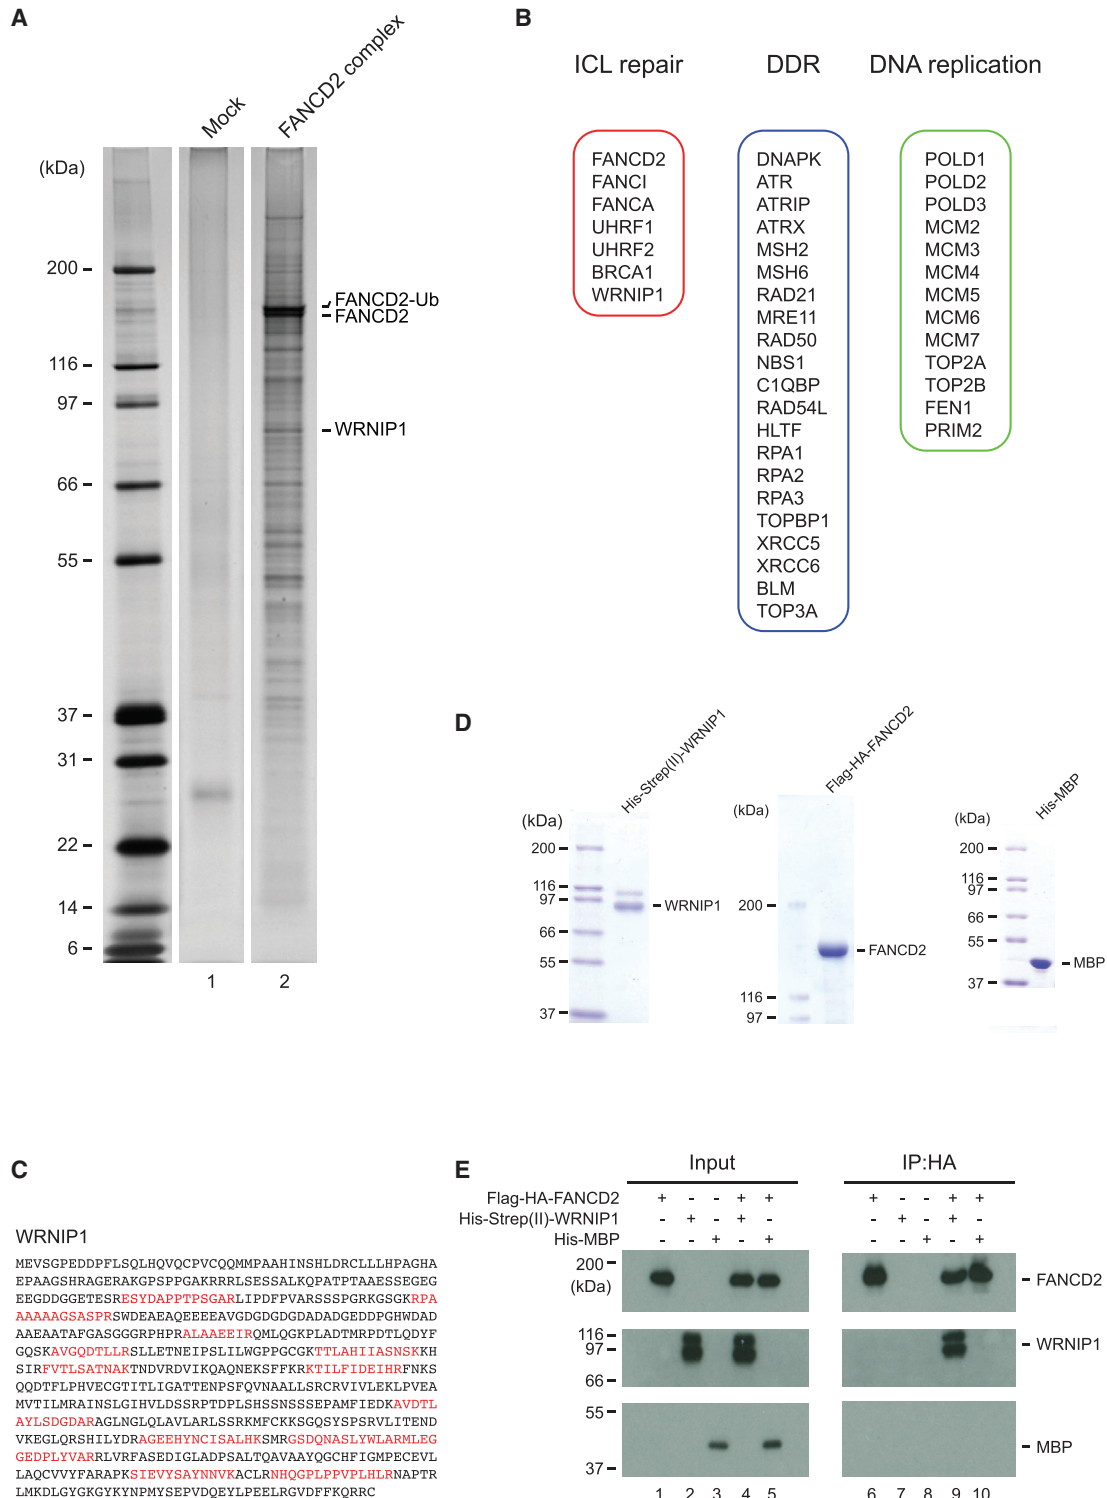 A
Mock
FANCD2 complex
(kDa)
200
116
97
66
55
37
31
22
14
6
FANCD2-Ub
FANCD2
WRNIP1
1 2
B
ICL repair
FANCD2
FANCI
FANCA
UHRF1
UHRF2
BRCA1
WRNIP1
DDR
DNAPK
ATR
ATRIP
ATRX
MSH2
MSH6
RAD21
MRE11
RAD50
NBS1
C1QBP
RAD54L
HLTF
RPA1
RPA2
RPA3
TOPBP1
XRCC5
XRCC6
BLM
TOP3A
DNA replication
POLD1
POLD2
POLD3
MCM2
MCM3
MCM4
MCM5
MCM6
MCM7
TOP2A
TOP2B
FEN1
PRIM2
C
WRNIP1
MEVSGPEDDPFLSQLHQVQCPVCQQMMPAAHINSHLDRCLLLHPAGHA
EPAAGSHRAGERAKGPSPPGAKRRRLSESSALKQPATPTAAESSEGEG
EEGDDGGETESRESYDAPPTPSGARLIPDFPVARSSSPGRKGSGKRPA
AAAAAGSASPRSWDEAEAQEEEEAVGDGDGDGDADADGEDDPGHWDAD
AAEAATAFGASGGGRPHPRALAAEEIRQMLQGKPLADTMRPDTLQDYF
GQSKAVGQDTLLRSLLETNEIPSLILWGPPGCGKTTLAHIIASNSKKH
SIRFVTLSATNAKTNDVRDVIKQAQNEKSFFKRKTILFIDEIHRFNKS
QQDTFLPHVECGTITLIGATTENPSFQVNAALLSRCRVIVLEKLPVEA
MVTILMRAINSLGIHVLDSSRPTDPLSHSSNSSSEPAMFIEDKAVDTL
AYLSDGDARAGLNGLQLAVLARLSSRKMFCKKSGQSYSPSRVLITEND
VKEGLQRSHILYDRAGEEHYNCISALHKSMRGSDQNASLYWLARMLEG
GEDPLYVARRLVRFASEDIGLADPSALTQAVAAYQGCHFIGMPECEVL
LAQCVVYFARAPKSIEVYSAYNNVKACLRNHQGPLPPVPLHLRNAPTR
LMKDLGYGKGYKYNPMYSEPVDQEYLPEELRGVDFFKQRRC
D
His-Strep(II)-WRNIP1
(kDa)
200
116
97
66
55
37
WRNIP1
Flag-HA-FANCD2
(kDa)
200
116
97
FANCD2
His-MBP
(kDa)
200
116
97
66
55
37
MBP
E
Input IP:HA
Flag-HA-FANCD2 + - - + + + - - + +
His-Strep(II)-WRNIP1 - + - + - - + - + -
His-MBP - - + - + - - + - +
200
(kDa)
FANCD2
116
97
66
WRNIP1
55
37
MBP
1 2 3 4 5 6 7 8 9 10